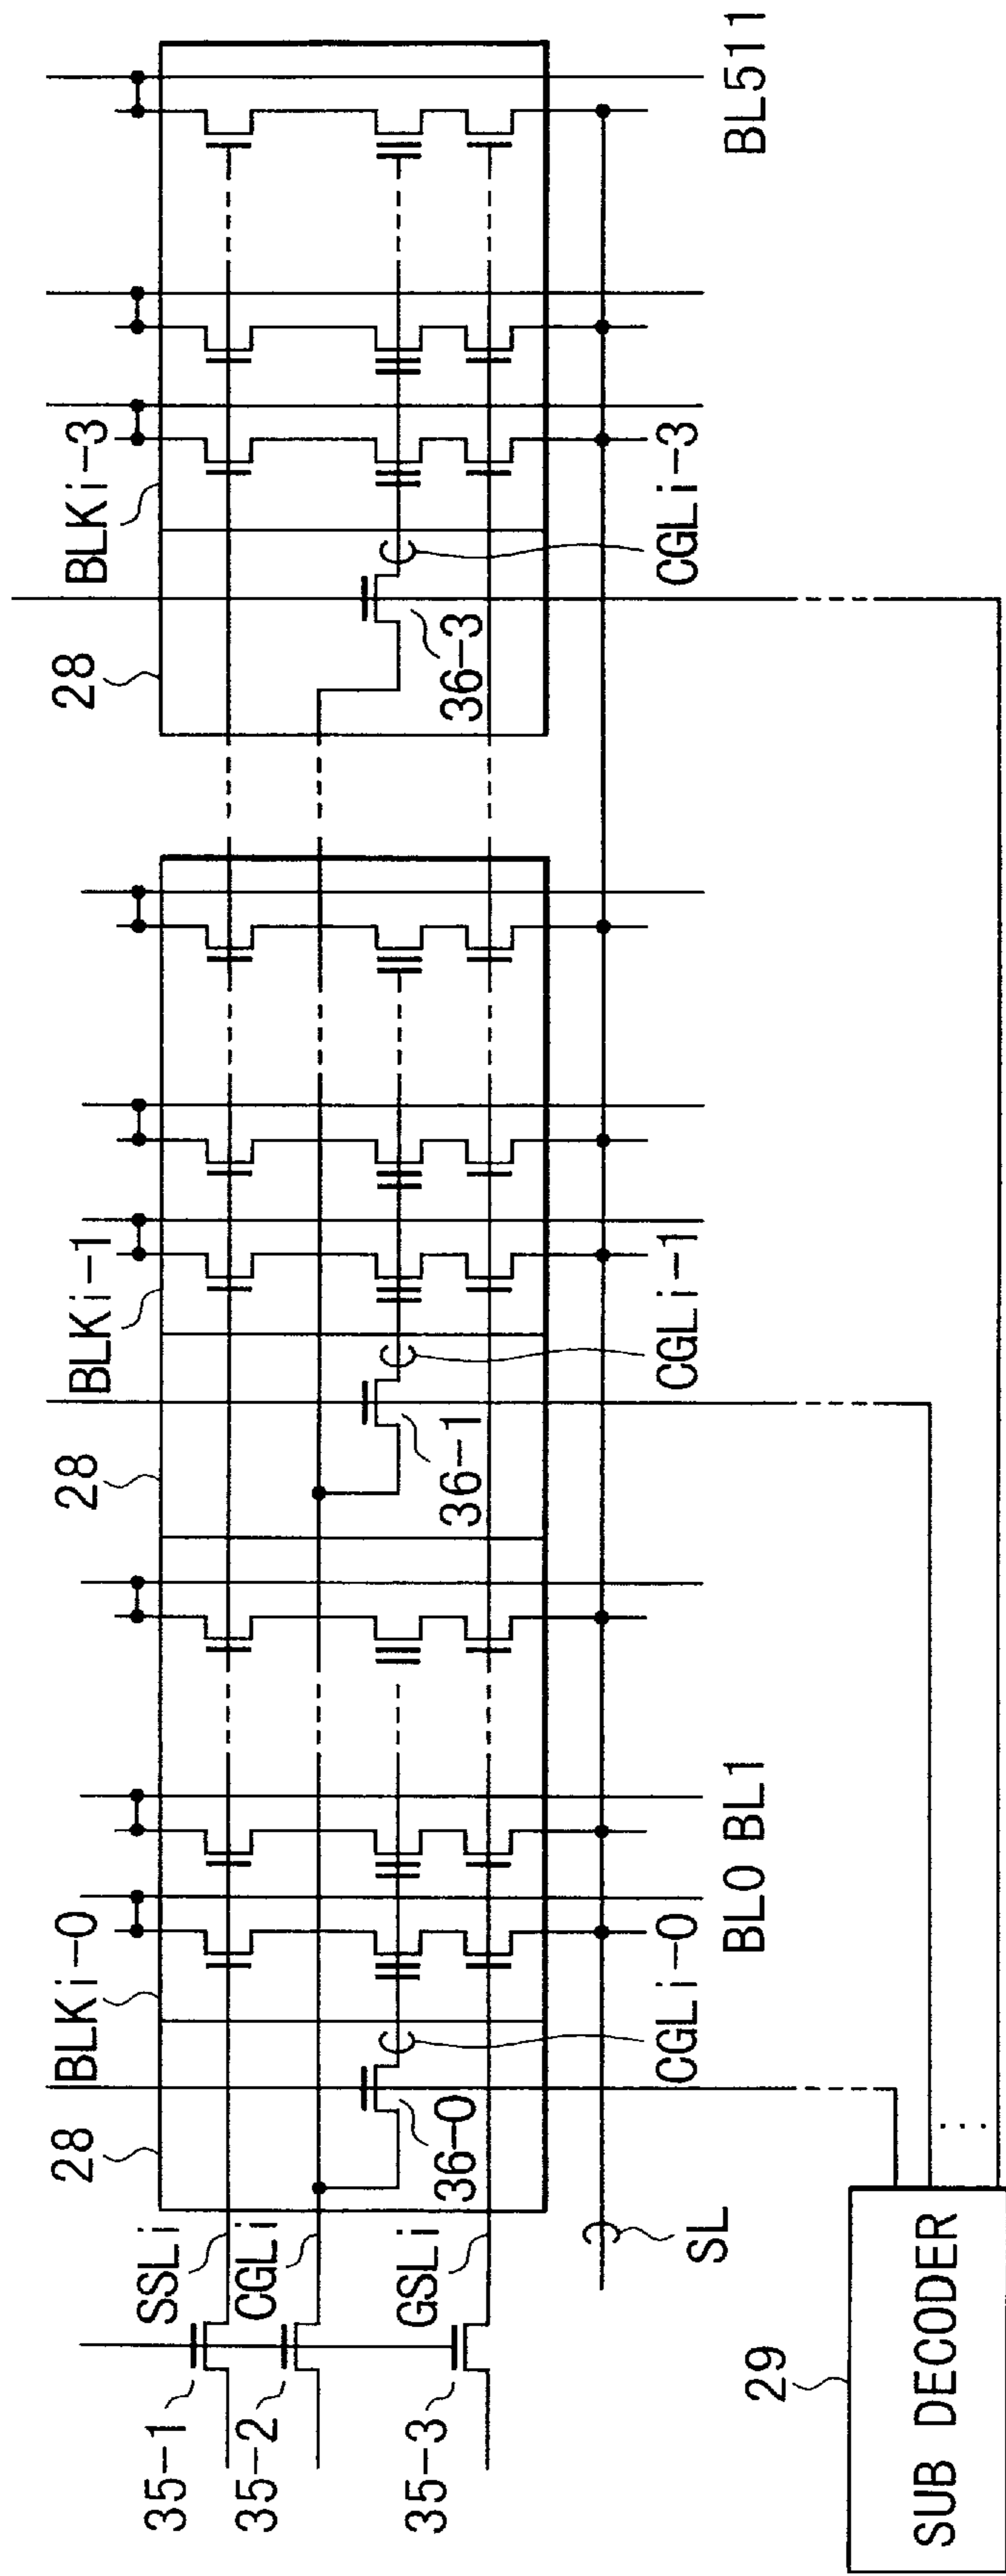 28
BLKi-0
28
BLKi-1
28
BLKi-3
35-1
SSLi
35-2
CGLi
35-3
GSLi
36-0
36-1
36-3
SL
CGLi-0
CGLi-1
CGLi-3
BL0 BL1
BL511
29
SUB DECODER